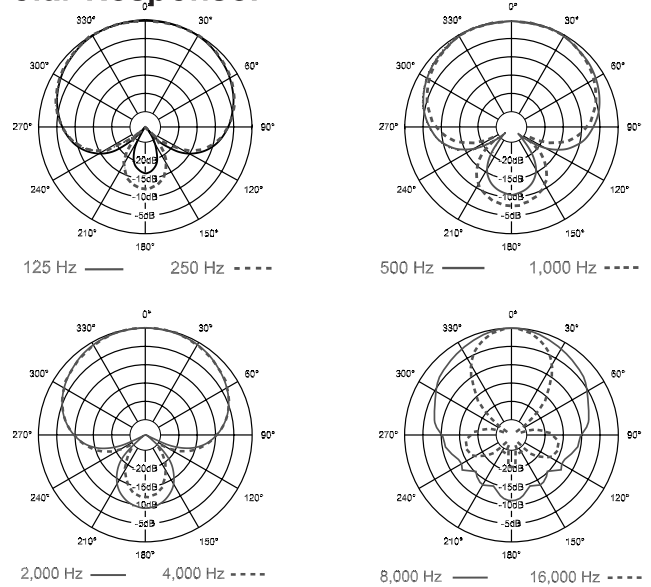 0° 0°
330° 30° 330° 30°
300° 60° 300° 60°
270° 90° 270° 90°
-20dB -20dB
-15dB -15dB
240° -10dB 120° 240° -10dB 120°
-5dB -5dB
210° 150° 210° 150°
180° 180°
125 Hz 250 Hz 500 Hz 1,000 Hz
0° 0°
330° 30° 330° 30°
300° 60° 300° 60°
270° 90° 270° 90°
-20dB -20dB
-15dB -15dB
240° -10dB 120° 240° -10dB 120°
-5dB -5dB
210° 150° 210° 150°
180° 180°
2,000 Hz 4,000 Hz 8,000 Hz 16,000 Hz